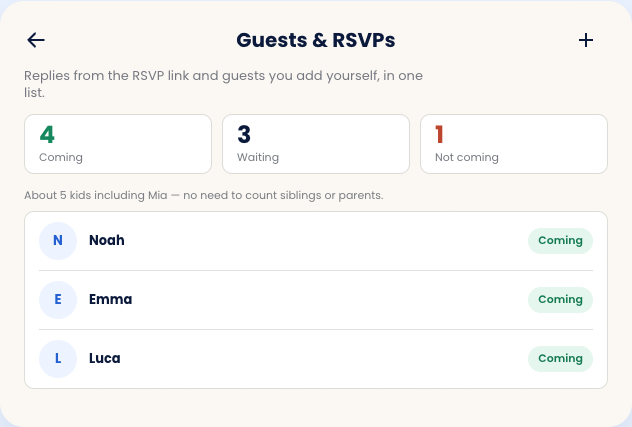 Guests & RSVPs
Replies from the RSVP link and guests you add yourself, in one
list.
4
Coming
3
Waiting
1
Not coming
About 5 kids including Mia — no need to count siblings or parents.
N
Noah
Coming
E
Emma
Coming
L
Luca
Coming